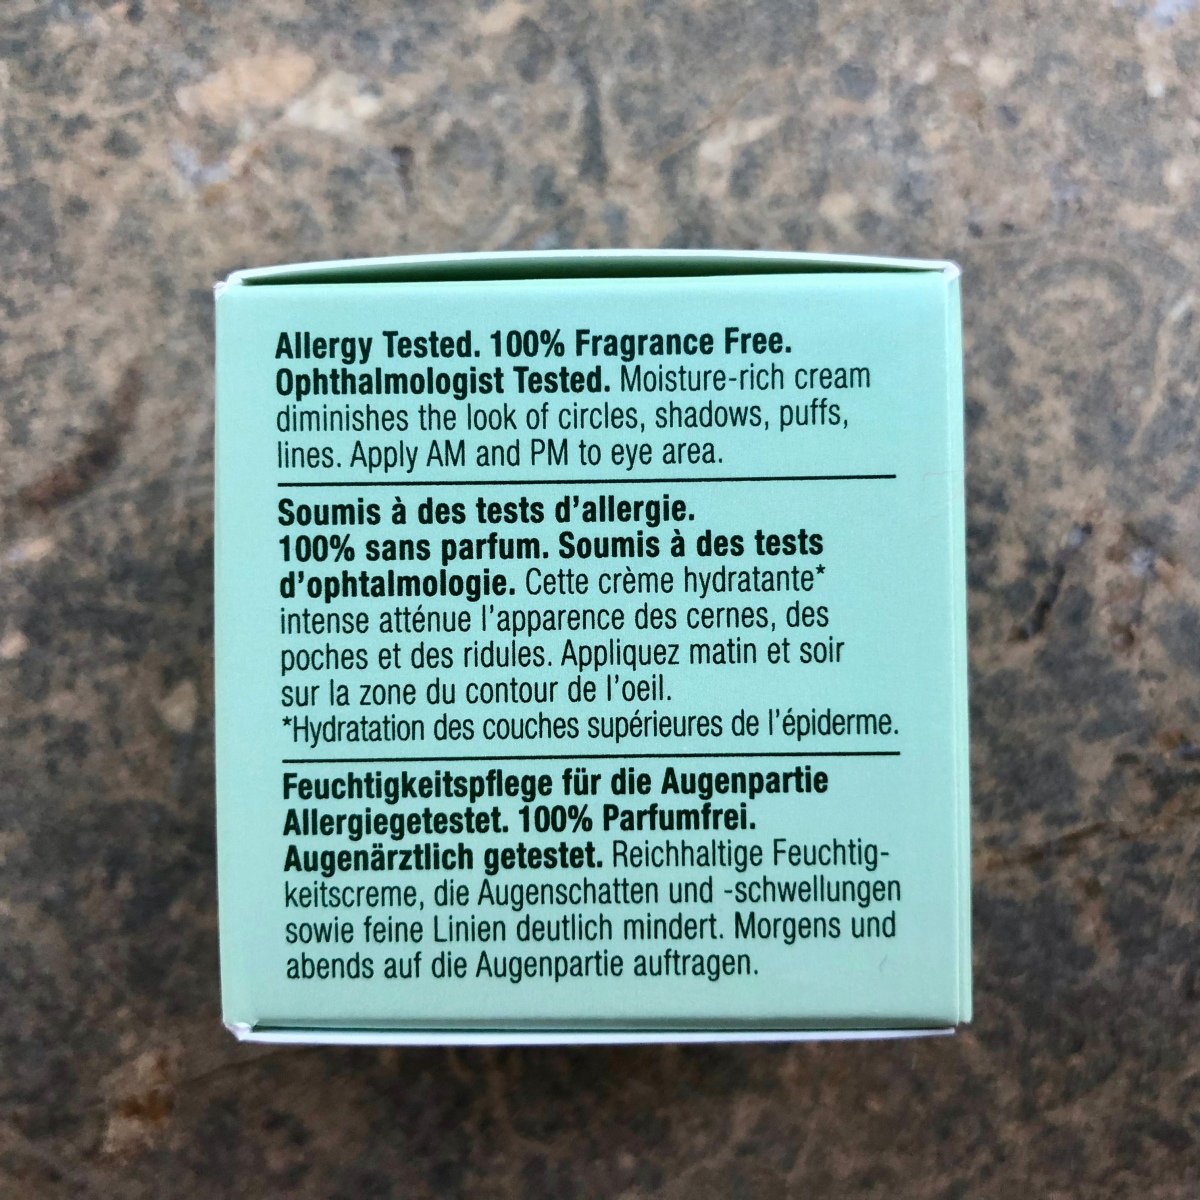 Allergy Tested. 100% Fragrance Free.
Ophthalmologist Tested. Moisture-rich cream
diminishes the look of circles, shadows, puffs,
lines. Apply AM and PM to eye area.
Soumis à des tests d'allergie.
100% sans parfum. Soumis à des tests
d'ophtalmologie. Cette crème hydratante*
intense atténue l'apparence des cernes, des
poches et des ridules. Appliquez matin et soir
sur la zone du contour de l'oeil.
*Hydratation des couches supérieures de l'épiderme.
Feuchtigkeitspflege für die Augenpartie
Allergiegetestet. 100% Parfumfrei.
Augenärztlich getestet. Reichhaltige Feuchtig-
keitscreme, die Augenschatten und -schwellungen
sowie feine Linien deutlich mindert. Morgens und
abends auf die Augenpartie auftragen.